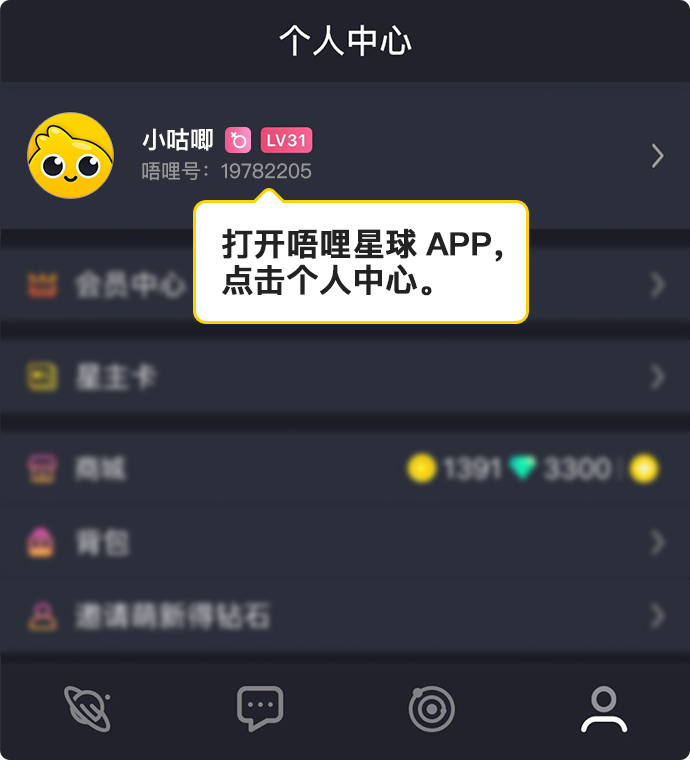 个人中心
小咕唧 LV31
唔哩号：19782205
打开唔哩星球 APP,
点击个人中心。
会员中心
星主卡
商城 1391 3300
背包
邀请萌新得钻石